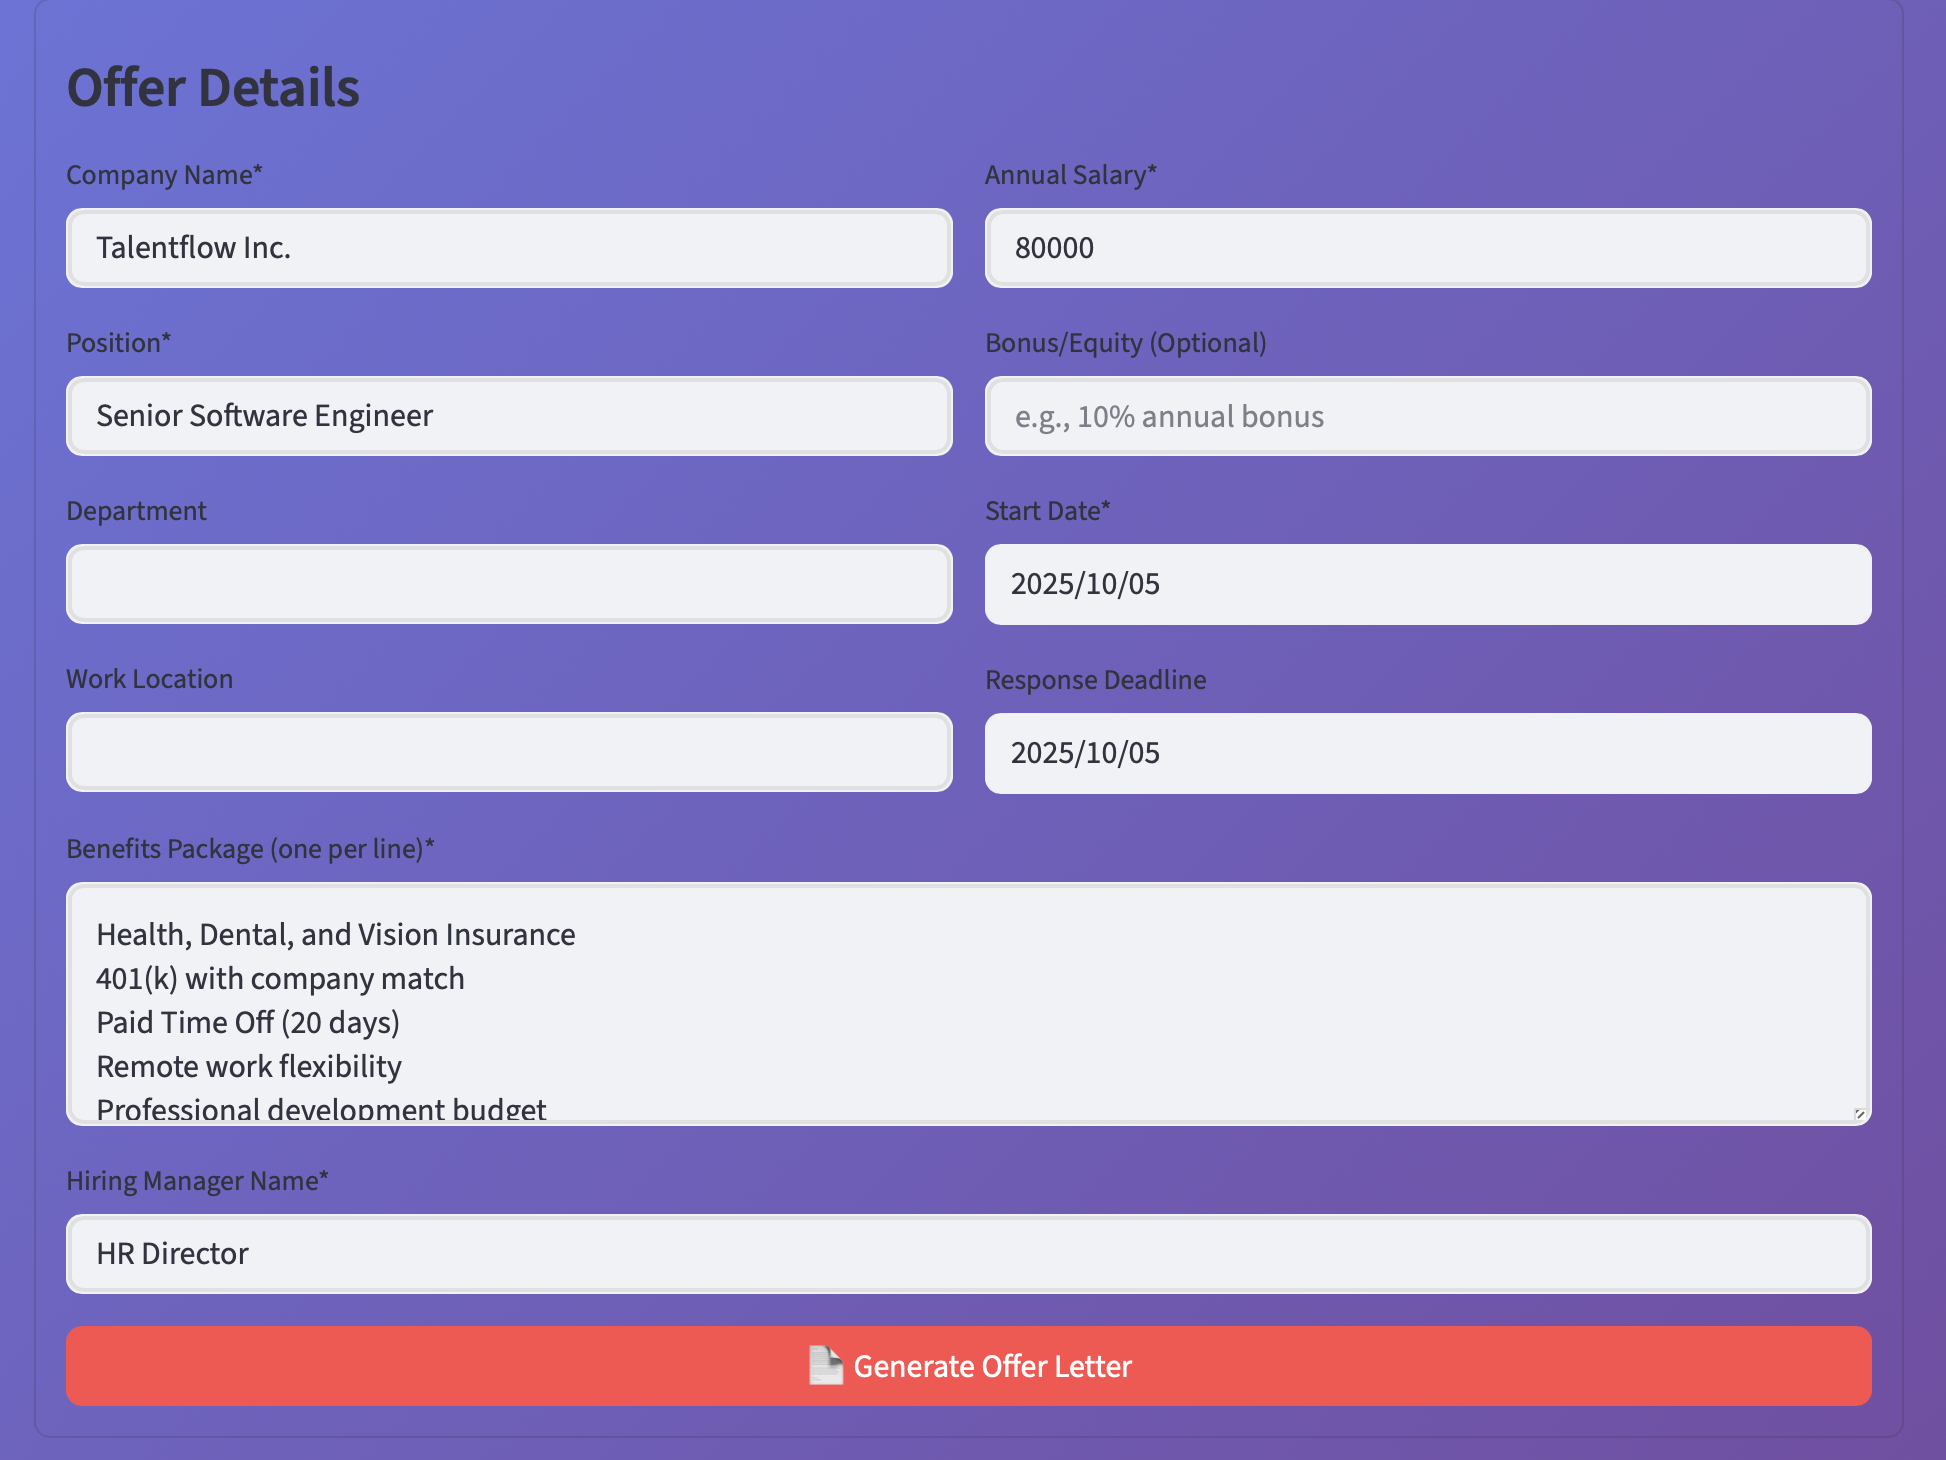 Offer Details
Company Name*
Talentflow Inc.
Annual Salary*
80000
Position*
Senior Software Engineer
Bonus/Equity (Optional)
e.g., 10% annual bonus
Department
Start Date*
2025/10/05
Work Location
Response Deadline
2025/10/05
Benefits Package (one per line)*
Health, Dental, and Vision Insurance
401(k) with company match
Paid Time Off (20 days)
Remote work flexibility
Professional development budget
Hiring Manager Name*
HR Director
Generate Offer Letter